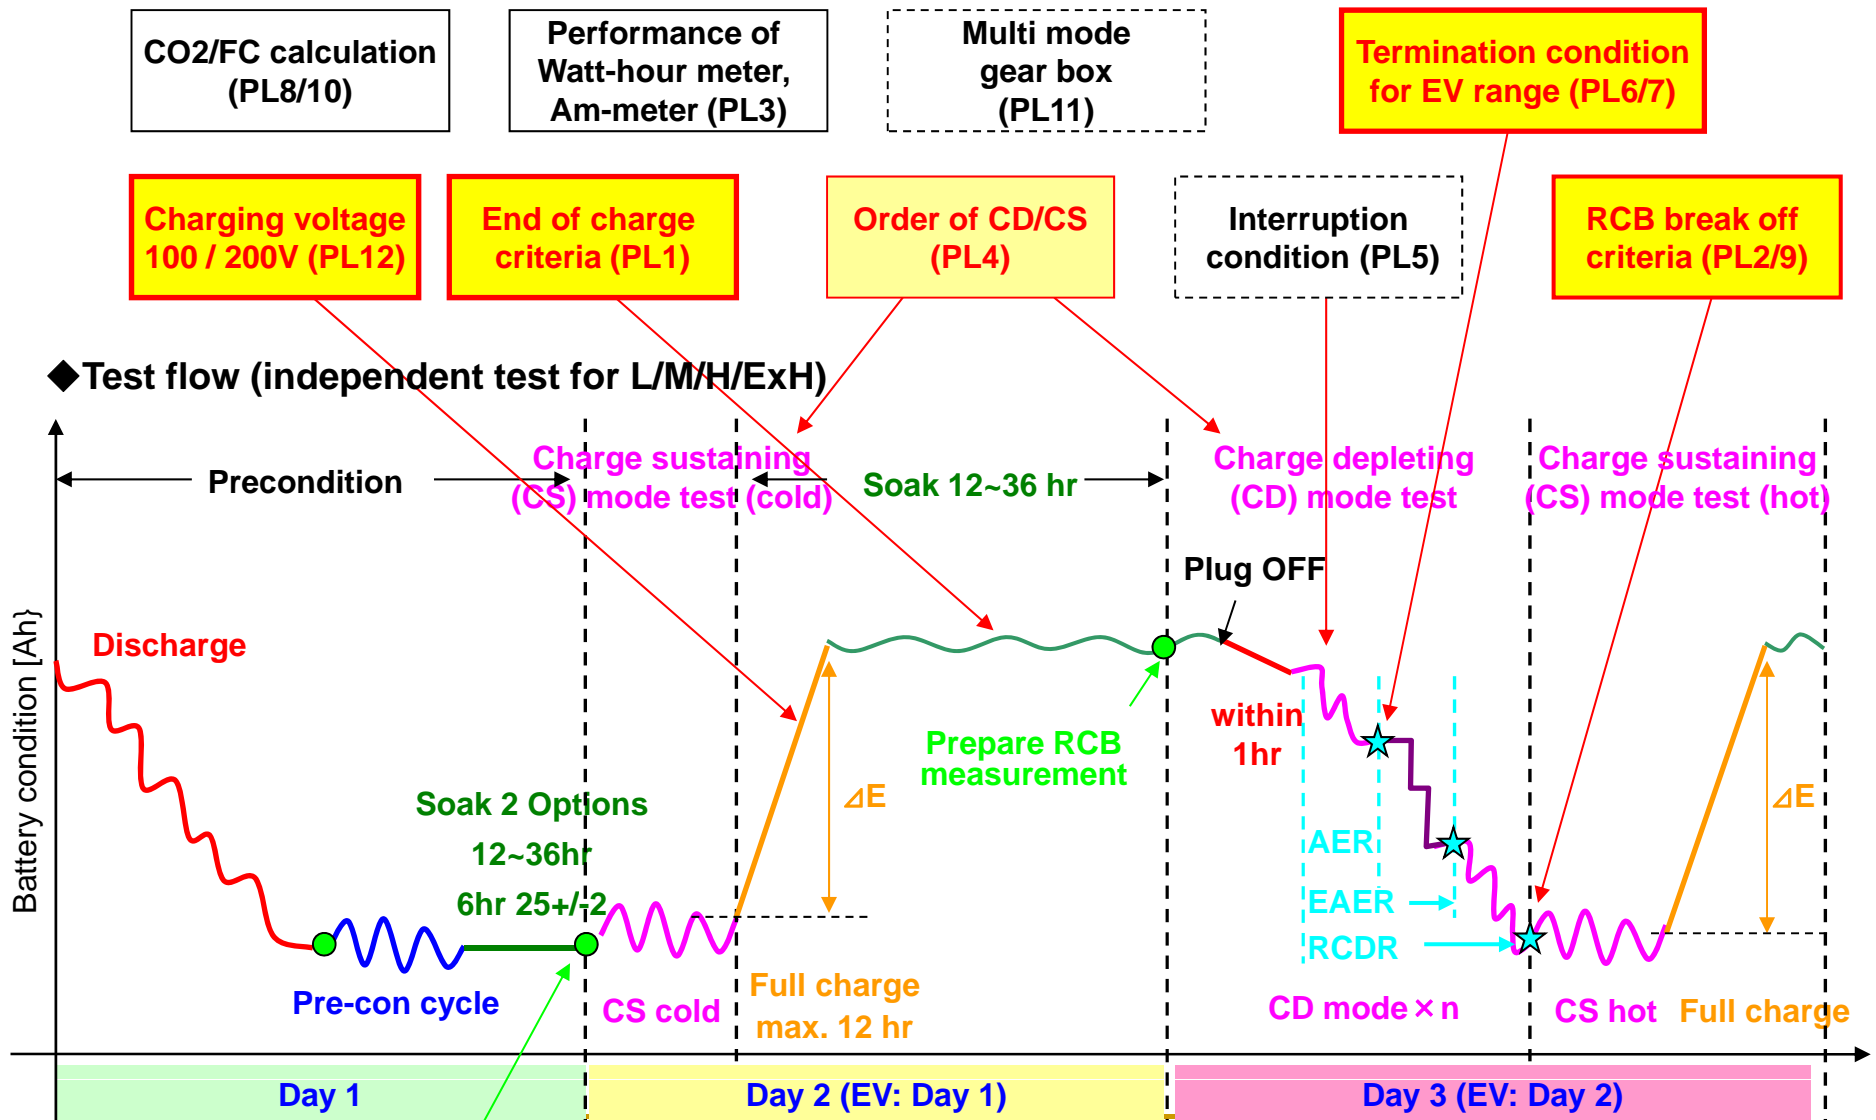 CO2/FC calculation
(PL8/10)
Performance of
Watt-hour meter,
Am-meter (PL3)
Multi mode
gear box
(PL11)
Termination condition
for EV range (PL6/7)
Charging voltage
100 / 200V (PL12)
End of charge
criteria (PL1)
Order of CD/CS
(PL4)
Interruption
condition (PL5)
RCB break off
criteria (PL2/9)
◆Test flow (independent test for L/M/H/ExH)
Precondition
Charge sustaining
(CS) mode test (cold)
Soak 12~36 hr
Charge depleting
(CD) mode test
Charge sustaining
(CS) mode test (hot)
Plug OFF
Battery condition [Ah}
Discharge
within
1hr
Prepare RCB
measurement
⊿E
⊿E
Soak 2 Options
12~36hr
6hr 25+/-2
AER
EAER
RCDR
Pre-con cycle
CS cold
Full charge
max. 12 hr
CD mode×n
CS hot
Full charge
Day 1
Day 2 (EV: Day 1)
Day 3 (EV: Day 2)